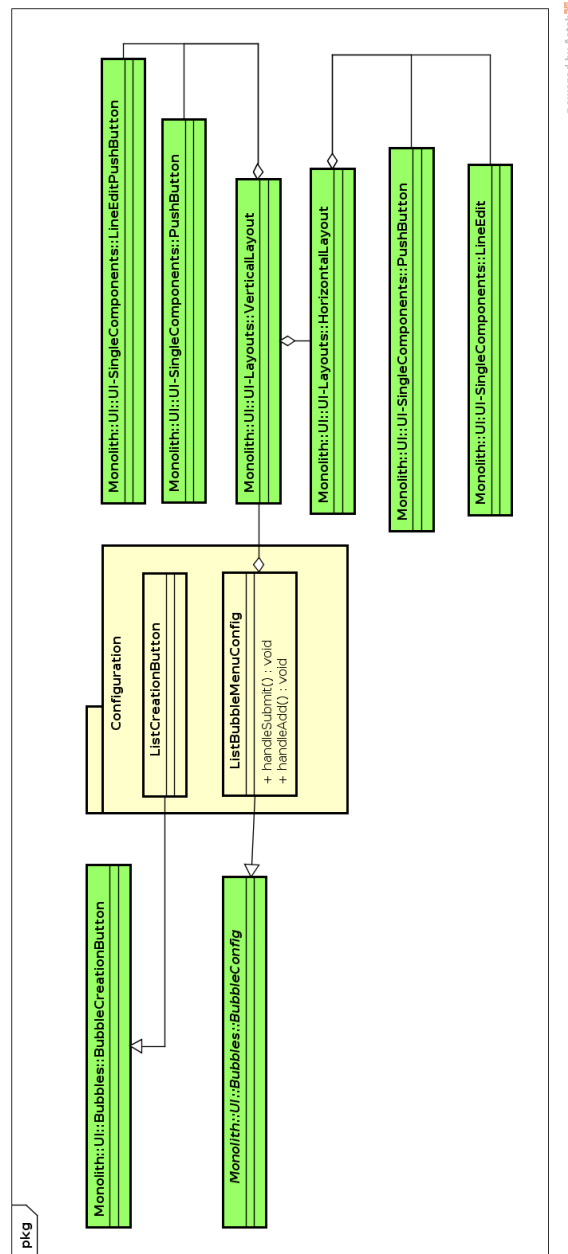 pkg
Monolith::UI::Bubbles::BubbleCreationButton
Monolith::UI::Bubbles::BubbleConfig
Configuration
ListCreationButton
ListBubbleMenuConfig
+ handleSubmit() : void
+ handleAdd() : void
Monolith::UI::UI-SingleComponents::LineEditPushButton
Monolith::UI::UI-SingleComponents::PushButton
Monolith::UI::UI-Layouts::VerticalLayout
Monolith::UI::UI-Layouts::HorizontalLayout
Monolith::UI::UI-SingleComponents::PushButton
Monolith::UI::UI-SingleComponents::LineEdit